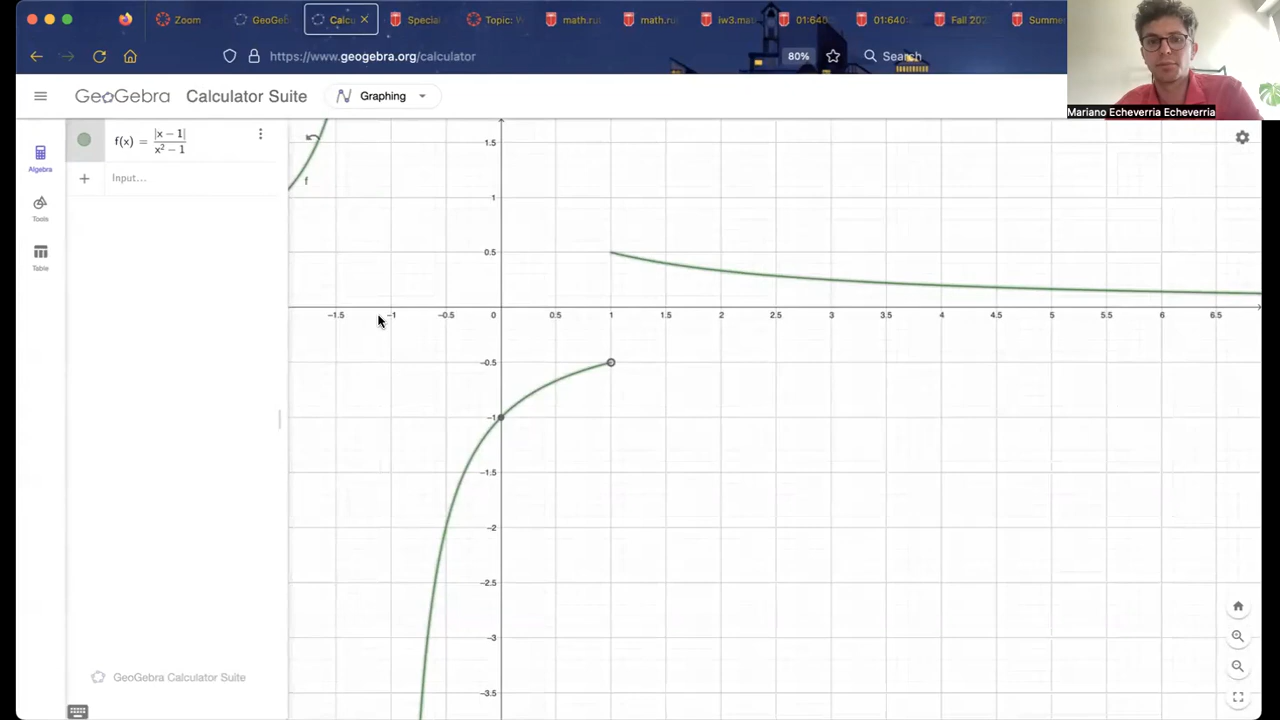 Zoom
GeoGeb
Calcu
Special
Topic: W
math.rut
math.rut
iw3.mat
01:640:
01:640:
Fall 202
Summer
https://www.geogebra.org/calculator
80%
Search
GeoGebra
Calculator Suite
Graphing
Mariano Echeverria Echeverria
Algebra
Tools
Table
f(x) = |x − 1| / x² − 1
Input...
f
1.5
1
0.5
−1.5 −1 −0.5 0 0.5 1 1.5 2 2.5 3 3.5 4 4.5 5 5.5 6 6.5
−0.5
−1
−1.5
−2
−2.5
−3
−3.5
GeoGebra Calculator Suite